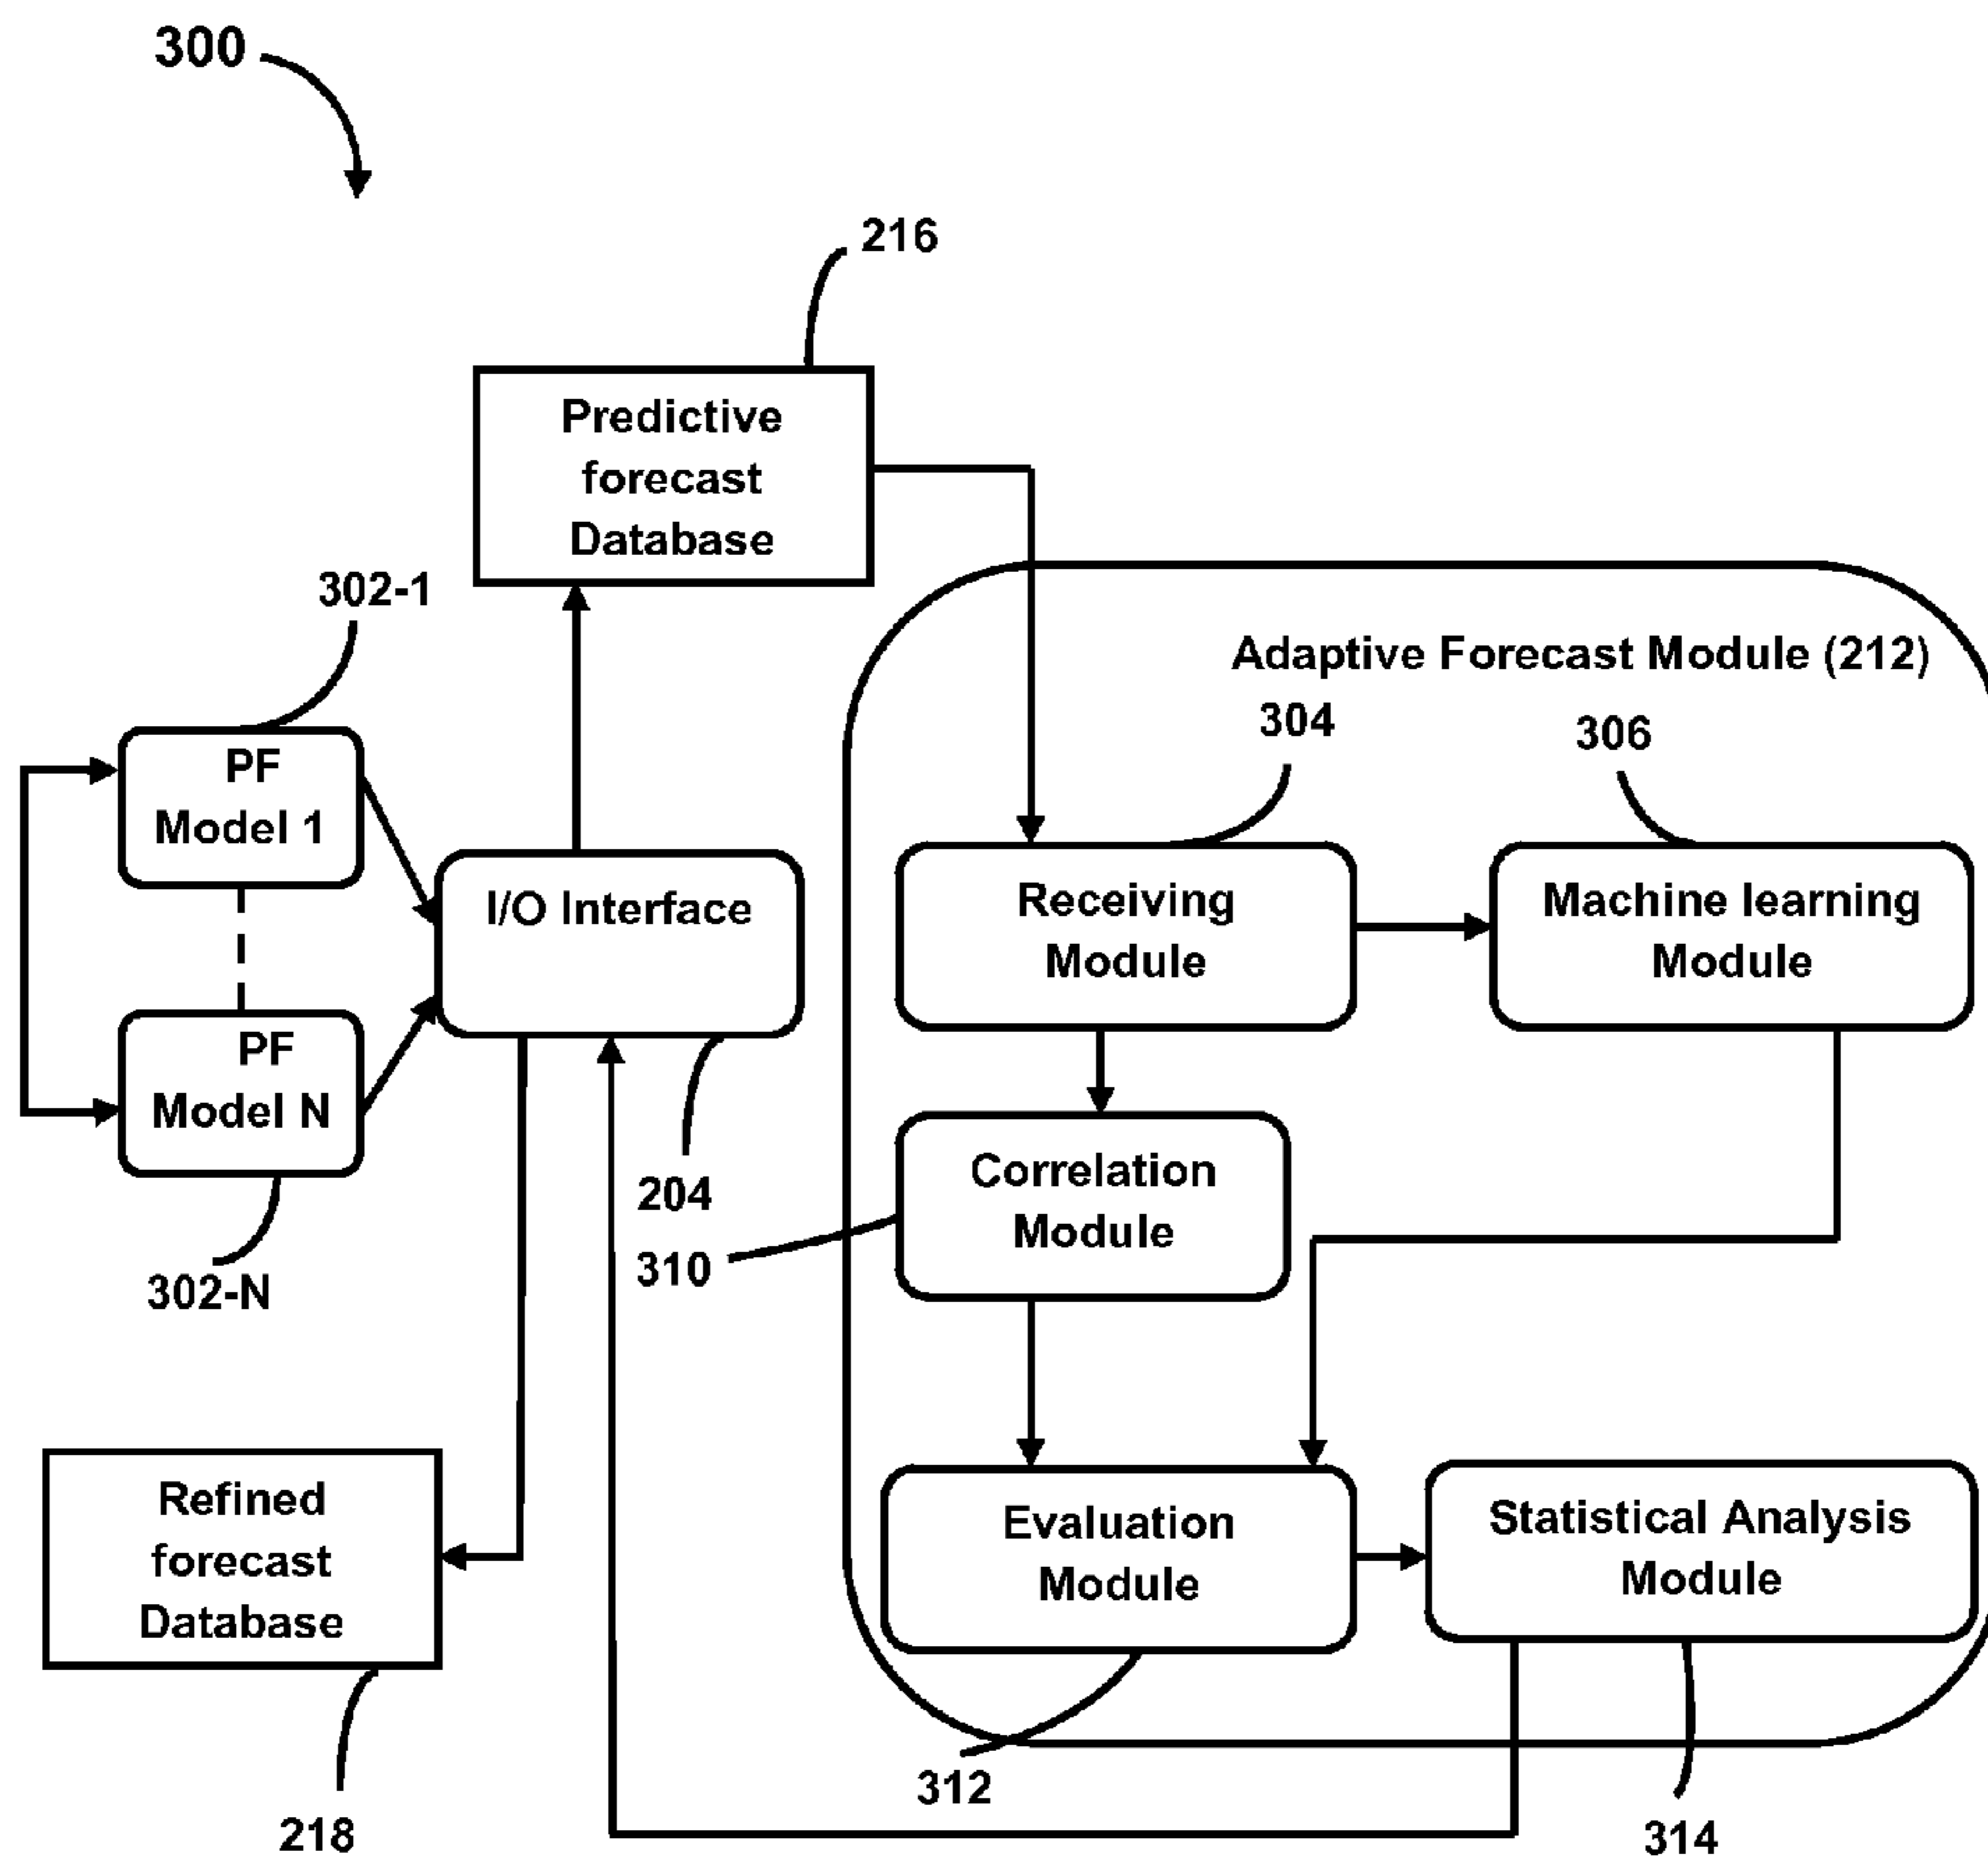 300
216
Predictive
forecast
Database
302-1
Adaptive Forecast Module (212)
304
306
PF
Model 1
I/O Interface
Receiving
Module
Machine learning
Module
PF
Model N
204
Correlation
Module
310
302-N
Refined
forecast
Database
Evaluation
Module
Statistical Analysis
Module
312
218
314